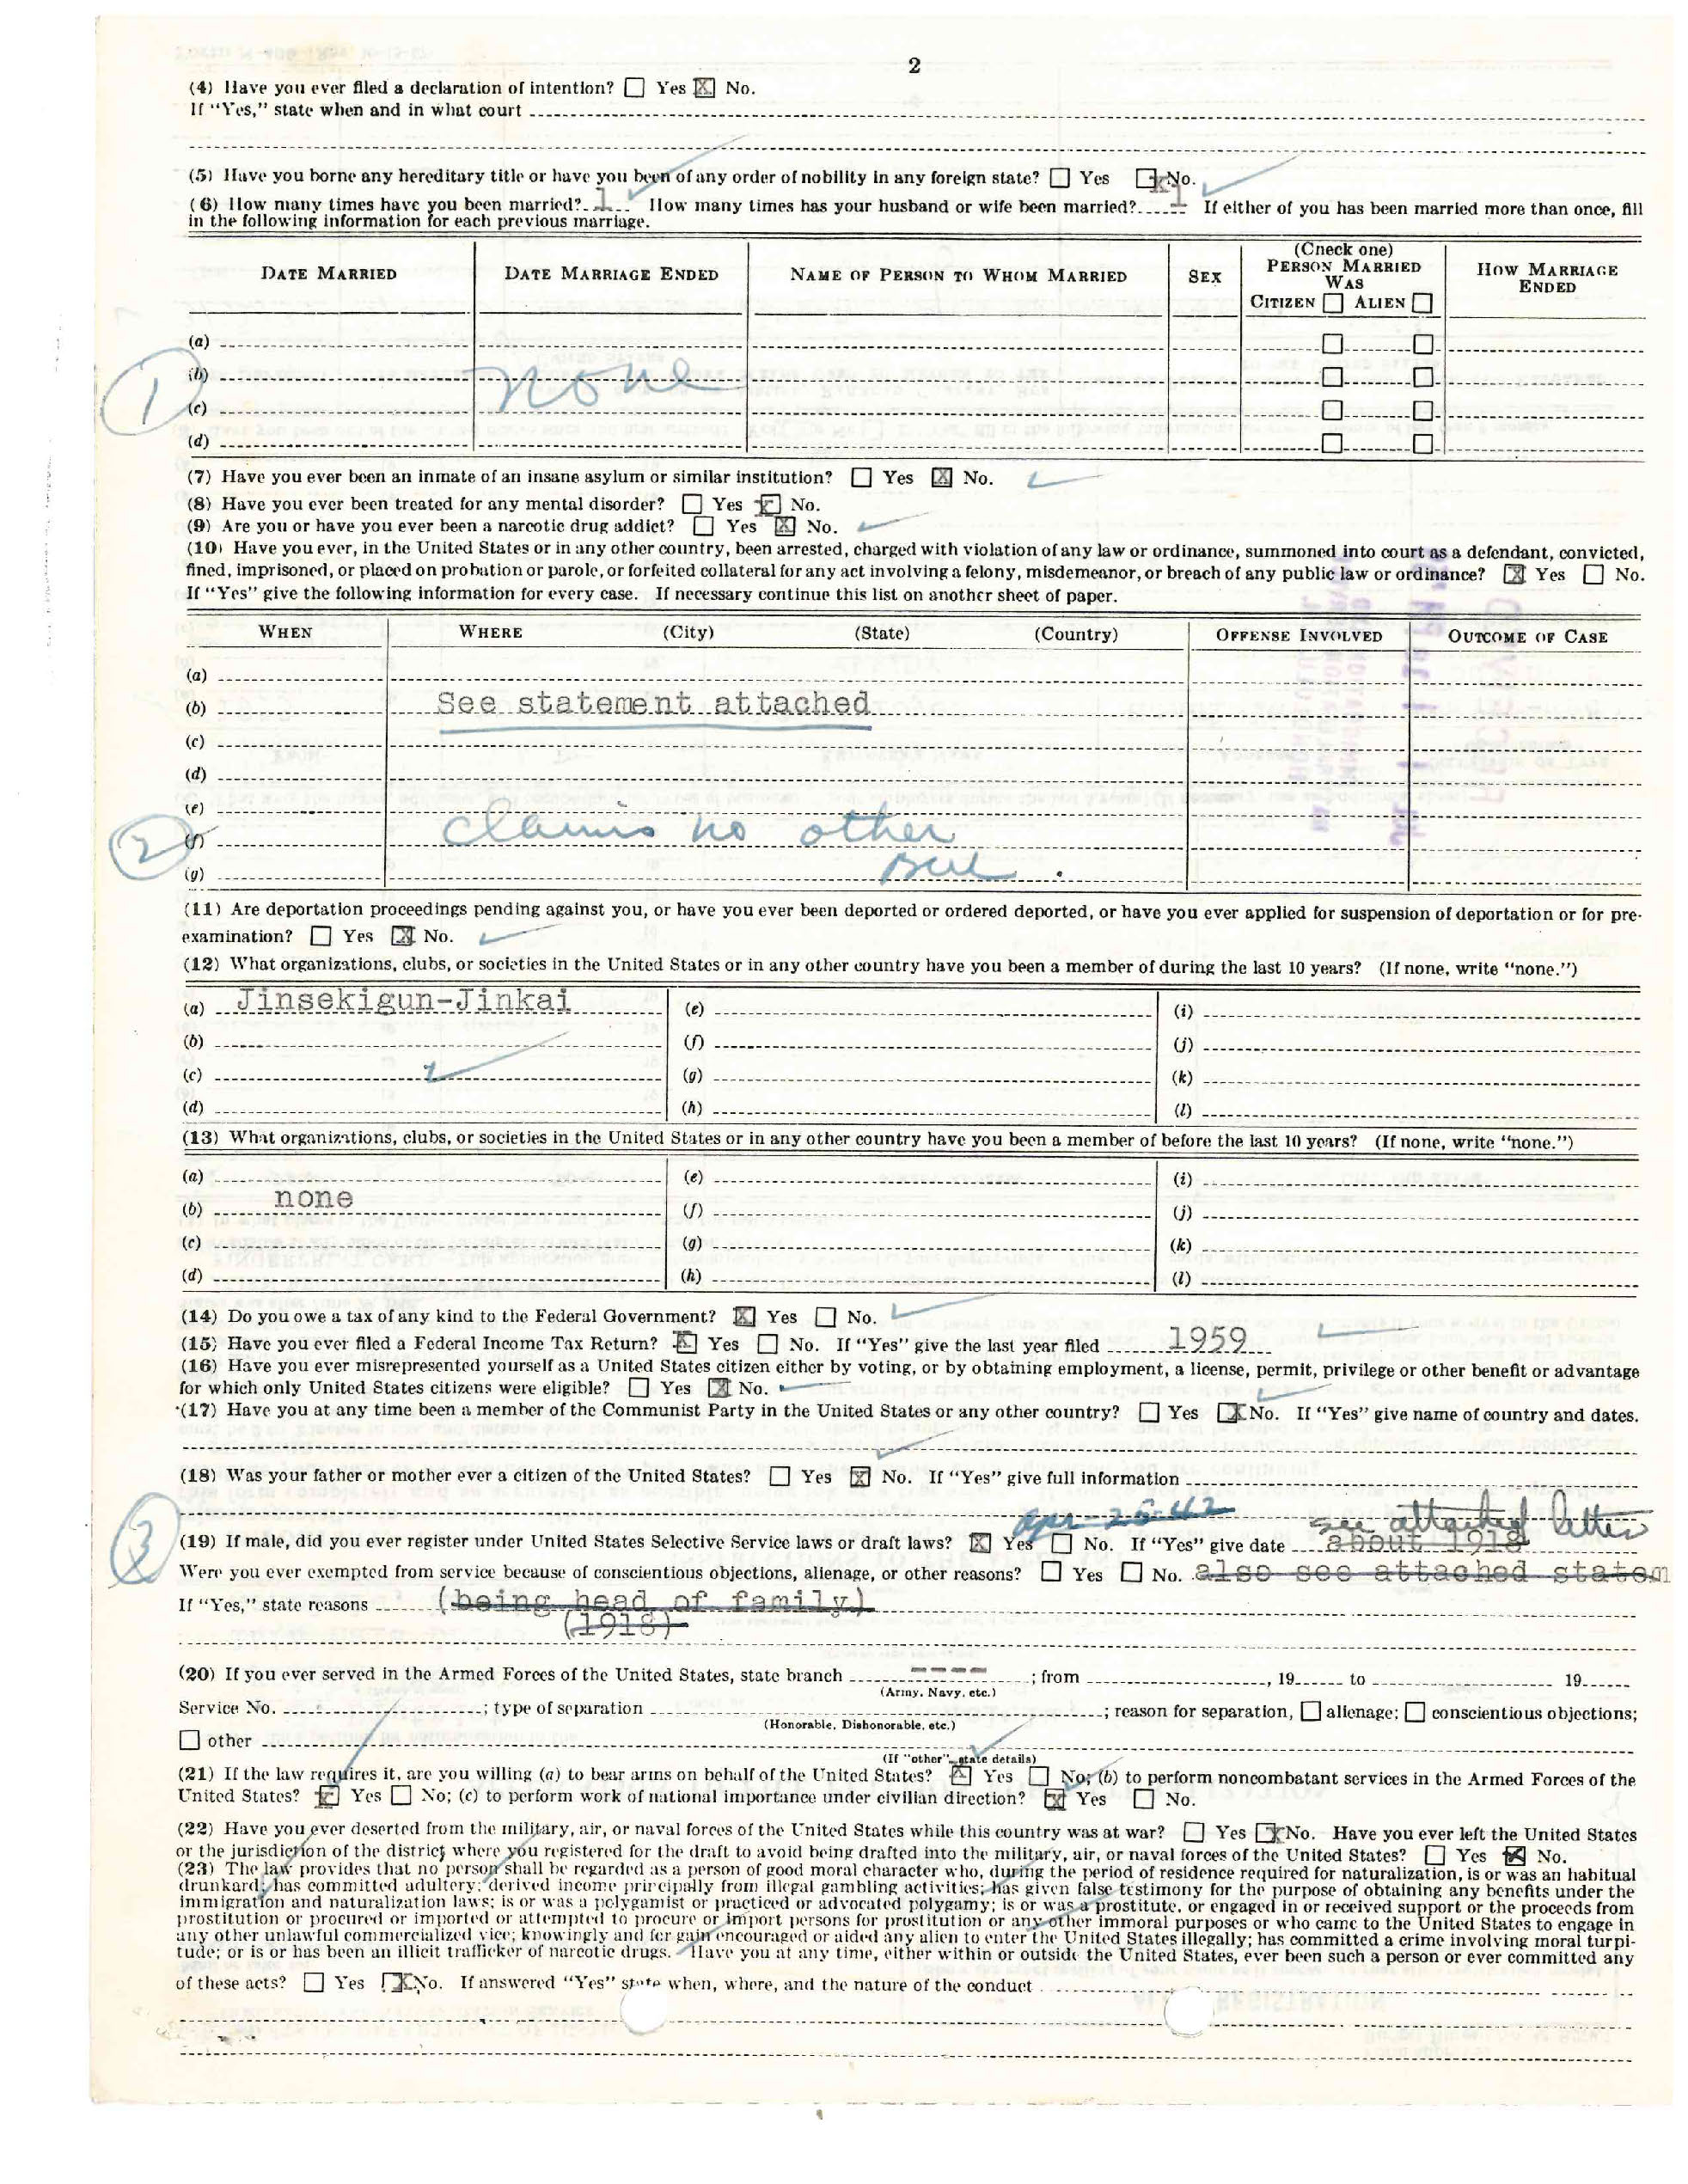 2
(4) Have you ever filed a declaration of intention? ☐ Yes ☒ No.
If "Yes," state when and in what court
(5) Have you borne any hereditary title or have you been of any order of nobility in any foreign state? ☐ Yes ☒ No.
(6) How many times have you been married? 1 How many times has your husband or wife been married? 1 If either of you has been married more than once, fill
in the following information for each previous marriage.
DATE MARRIED DATE MARRIAGE ENDED NAME OF PERSON TO WHOM MARRIED SEX (Check one) PERSON MARRIED WAS CITIZEN ☐ ALIEN ☐ HOW MARRIAGE ENDED
(a) ☐ ☐
1 (b) none ☐ ☐
(c) ☐ ☐
(d) ☐ ☐
(7) Have you ever been an inmate of an insane asylum or similar institution? ☐ Yes ☒ No.
(8) Have you ever been treated for any mental disorder? ☐ Yes ☒ No.
(9) Are you or have you ever been a narcotic drug addict? ☐ Yes ☒ No.
(10) Have you ever, in the United States or in any other country, been arrested, charged with violation of any law or ordinance, summoned into court as a defendant, convicted,
fined, imprisoned, or placed on probation or parole, or forfeited collateral for any act involving a felony, misdemeanor, or breach of any public law or ordinance? ☒ Yes ☐ No.
If "Yes" give the following information for every case. If necessary continue this list on another sheet of paper.
WHEN WHERE (City) (State) (Country) OFFENSE INVOLVED OUTCOME OF CASE
(a)
(b) See statement attached
(c)
(d)
(e) claims no other
2 (f)
(g)
(11) Are deportation proceedings pending against you, or have you ever been deported or ordered deported, or have you ever applied for suspension of deportation or for pre-
examination? ☐ Yes ☒ No.
(12) What organizations, clubs, or societies in the United States or in any other country have you been a member of during the last 10 years? (If none, write "none.")
(a) Jinsekigun-Jinkai (e) (i)
(b) (f) (j)
(c) (g) (k)
(d) (h) (l)
(13) What organizations, clubs, or societies in the United States or in any other country have you been a member of before the last 10 years? (If none, write "none.")
(a) (e) (i)
(b) none (f) (j)
(c) (g) (k)
(d) (h) (l)
(14) Do you owe a tax of any kind to the Federal Government? ☒ Yes ☐ No.
(15) Have you ever filed a Federal Income Tax Return? ☒ Yes ☐ No. If "Yes" give the last year filed 1959
(16) Have you ever misrepresented yourself as a United States citizen either by voting, or by obtaining employment, a license, permit, privilege or other benefit or advantage
for which only United States citizens were eligible? ☐ Yes ☒ No.
(17) Have you at any time been a member of the Communist Party in the United States or any other country? ☐ Yes ☒ No. If "Yes" give name of country and dates.
(18) Was your father or mother ever a citizen of the United States? ☐ Yes ☒ No. If "Yes" give full information
Apr-25-42 see attached letter
3 (19) If male, did you ever register under United States Selective Service laws or draft laws? ☒ Yes ☐ No. If "Yes" give date about 1918
Were you ever exempted from service because of conscientious objections, alienage, or other reasons? ☐ Yes ☐ No. also see attached statem
If "Yes," state reasons (being head of family)
(1918)
(20) If you ever served in the Armed Forces of the United States, state branch ---- ; from , 19 to 19
(Army, Navy, etc.)
Service No. ; type of separation ; reason for separation, ☐ alienage; ☐ conscientious objections;
(Honorable, Dishonorable, etc.)
☐ other
(If "other" state details)
(21) If the law requires it, are you willing (a) to bear arms on behalf of the United States? ☒ Yes ☐ No; (b) to perform noncombatant services in the Armed Forces of the
United States? ☒ Yes ☐ No; (c) to perform work of national importance under civilian direction? ☒ Yes ☐ No.
(22) Have you ever deserted from the military, air, or naval forces of the United States while this country was at war? ☐ Yes ☒ No. Have you ever left the United States
or the jurisdiction of the district where you registered for the draft to avoid being drafted into the military, air, or naval forces of the United States? ☐ Yes ☒ No.
(23) The law provides that no person shall be regarded as a person of good moral character who, during the period of residence required for naturalization, is or was an habitual
drunkard; has committed adultery; derived income principally from illegal gambling activities; has given false testimony for the purpose of obtaining any benefits under the
immigration and naturalization laws; is or was a polygamist or practiced or advocated polygamy; is or was a prostitute, or engaged in or received support or the proceeds from
prostitution or procured or imported or attempted to procure or import persons for prostitution or any other immoral purposes or who came to the United States to engage in
any other unlawful commercialized vice; knowingly and for gain encouraged or aided any alien to enter the United States illegally; has committed a crime involving moral turpi-
tude; or is or has been an illicit trafficker of narcotic drugs. Have you at any time, either within or outside the United States, ever been such a person or ever committed any
of these acts? ☐ Yes ☒ No. If answered "Yes" state when, where, and the nature of the conduct